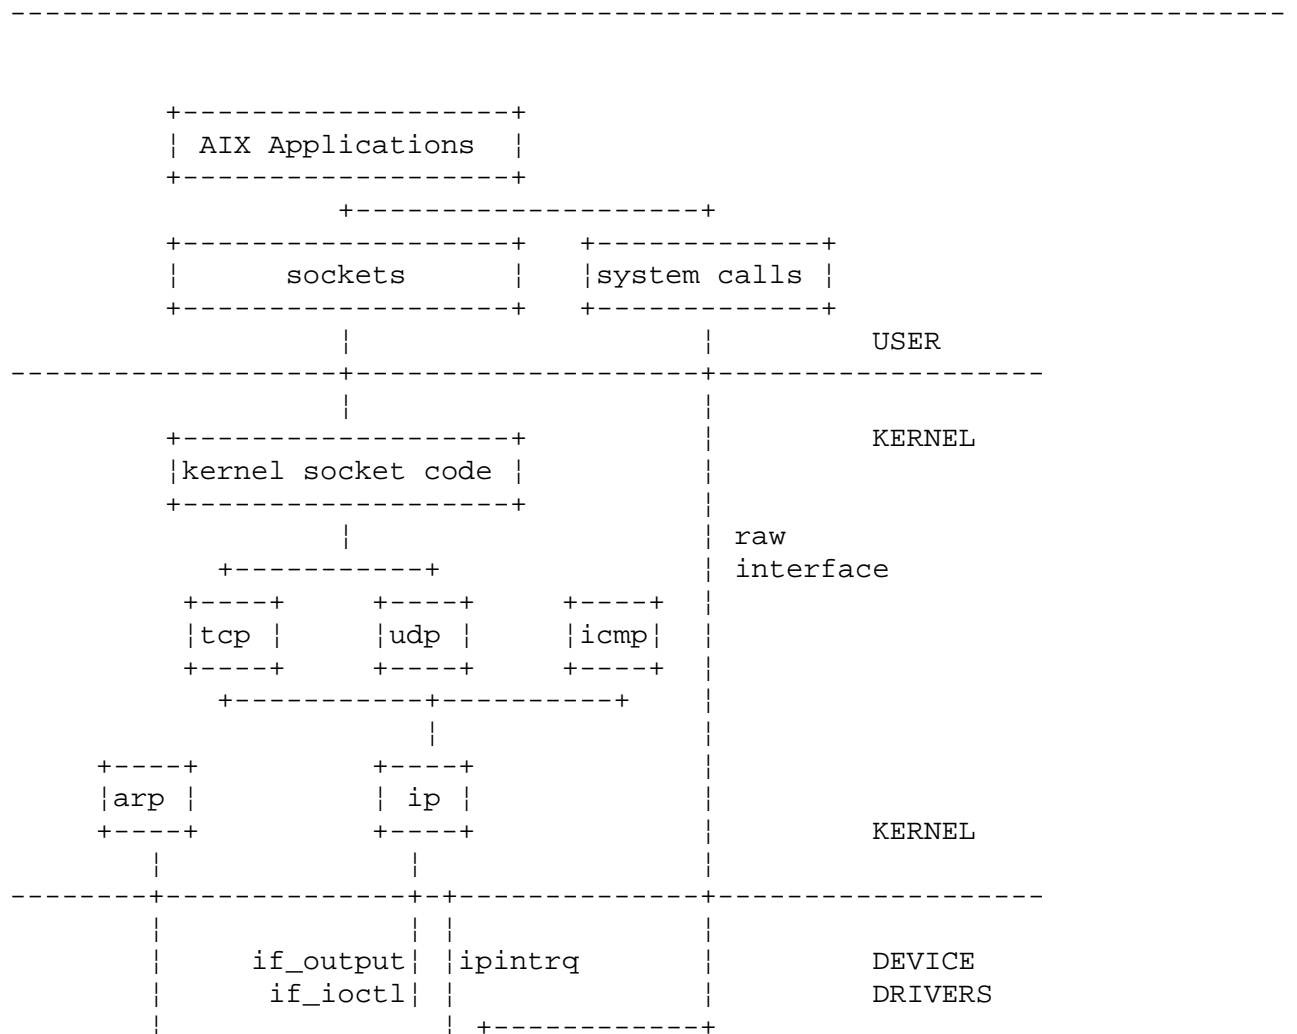 AIX Applications
sockets system calls
USER
KERNEL
kernel socket code
raw
interface
tcp udp icmp
arp ip
KERNEL
if_output ipintrq DEVICE
if_ioctl DRIVERS